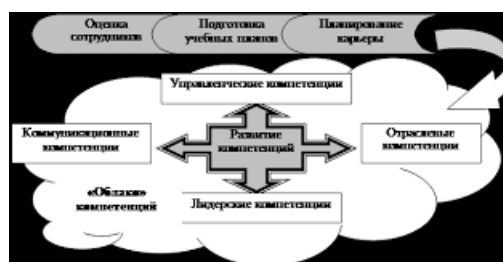 Оценка
сотрудников
Подготовка
учебных планов
Планирование
карьеры
Управленческие компетенции
Коммуникационные
компетенции
Развитие
компетенций
Отраслевые
компетенции
«Облако»
компетенций
Лидерские компетенции